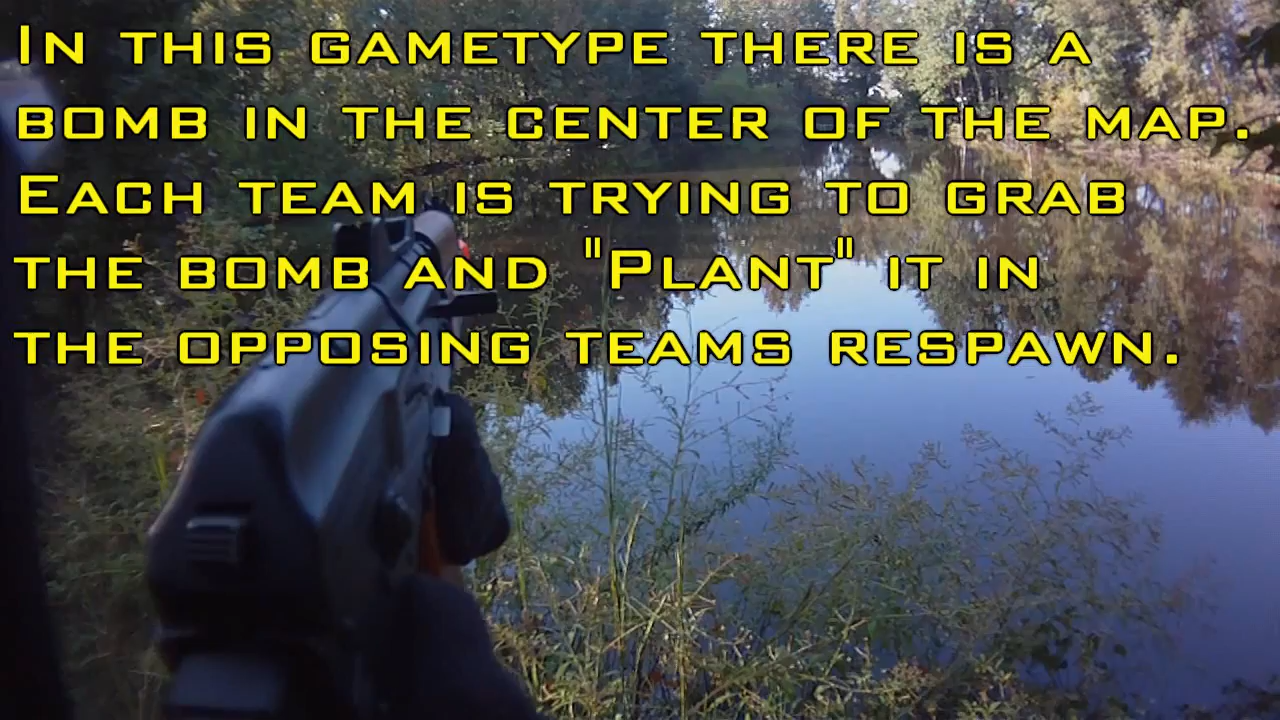 In this gametype there is a
bomb in the center of the map.
Each team is trying to grab
the bomb and "Plant" it in
the opposing teams respawn.